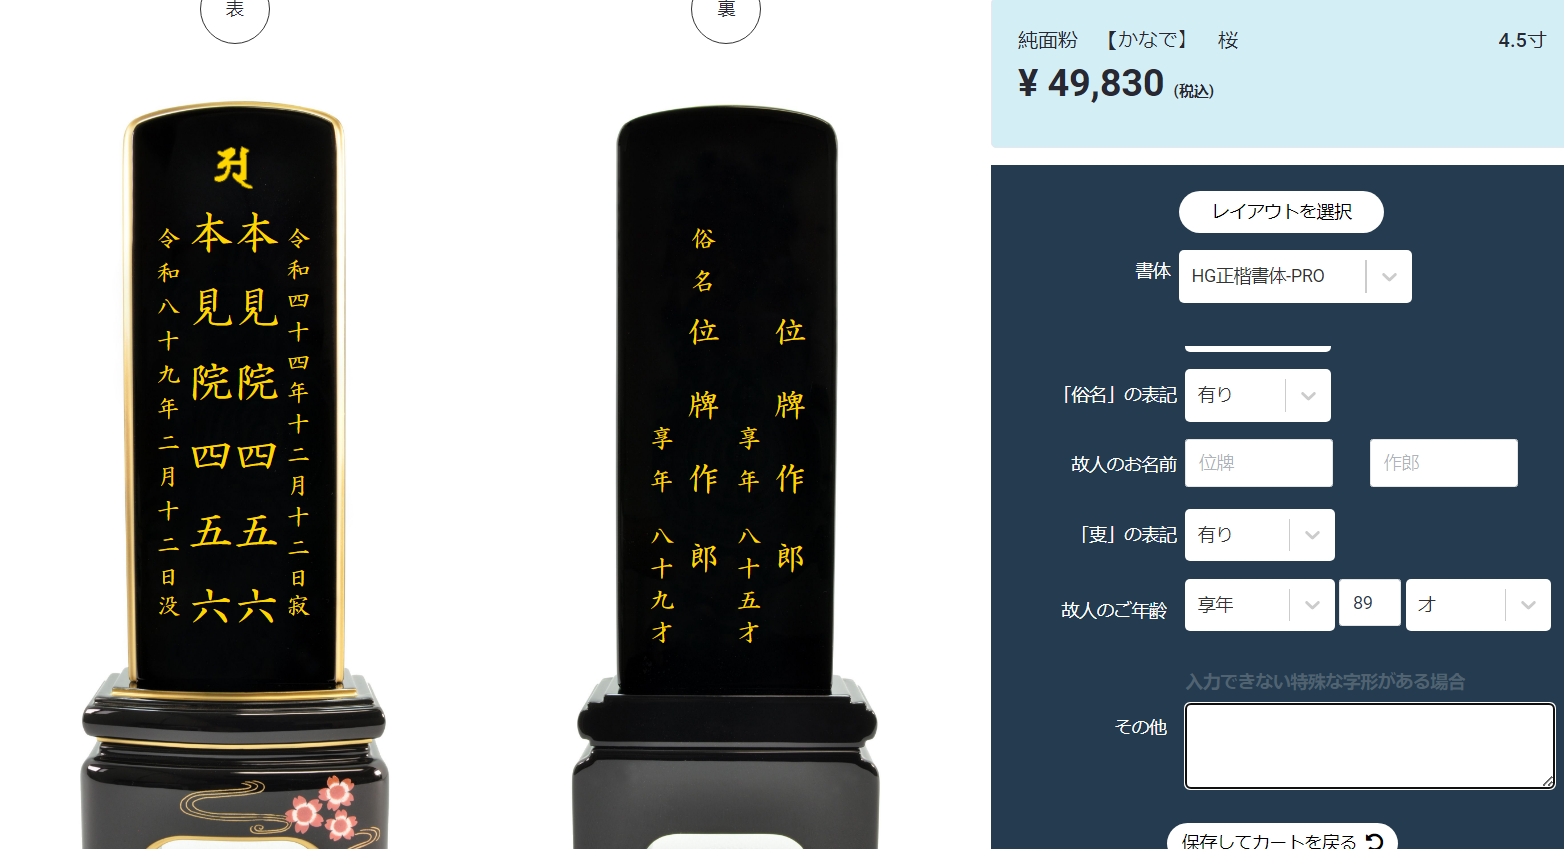 表
裏
令和四十四年十二月十二日寂
本見院四五六
本見院四五六
令和八十九年二月十二日没
位牌作郎
享年 八十五才
俗名 位牌作郎
享年 八十九才
純面粉 【かなで】 桜 4.5寸
¥ 49,830 (税込)
レイアウトを選択
書体 HG正楷書体-PRO
「俗名」の表記 有り
故人のお名前 位牌 作郎
「叓」の表記 有り
故人のご年齢 享年 89 才
入力できない特殊な字形がある場合
その他
保存してカートを戻る